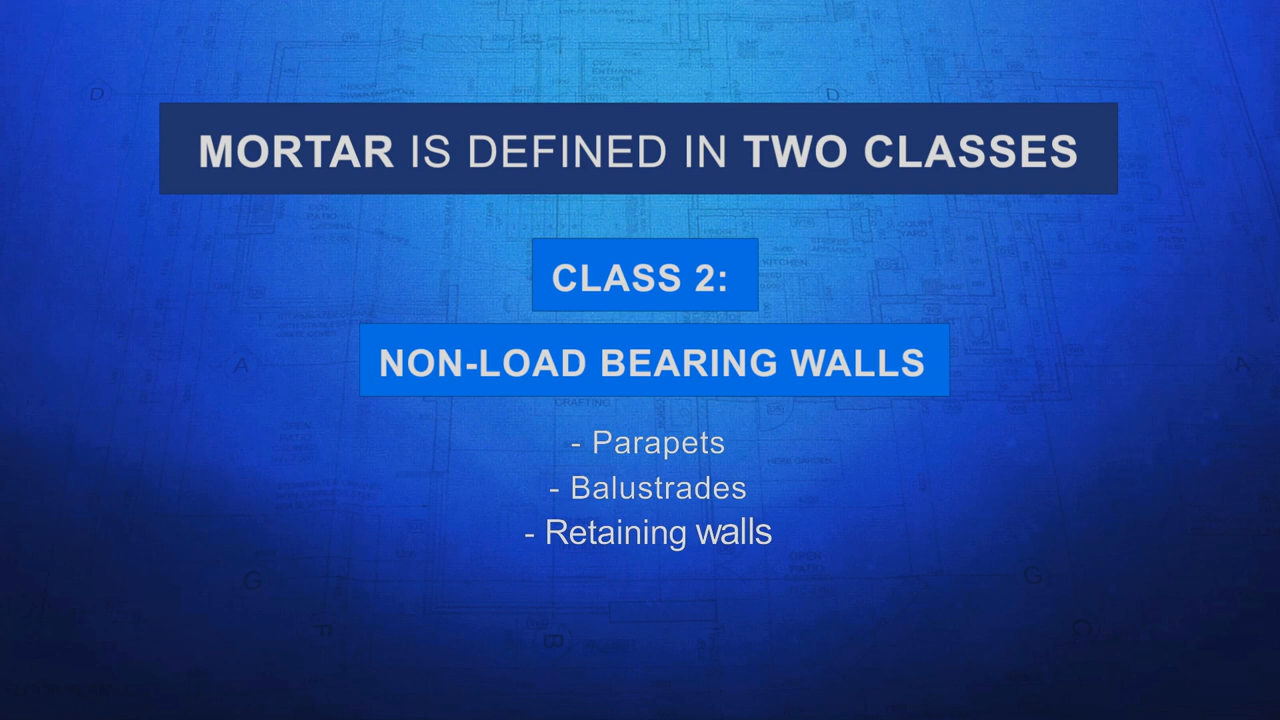 MORTAR IS DEFINED IN TWO CLASSES
CLASS 2:
NON-LOAD BEARING WALLS
- Parapets
- Balustrades
- Retaining walls